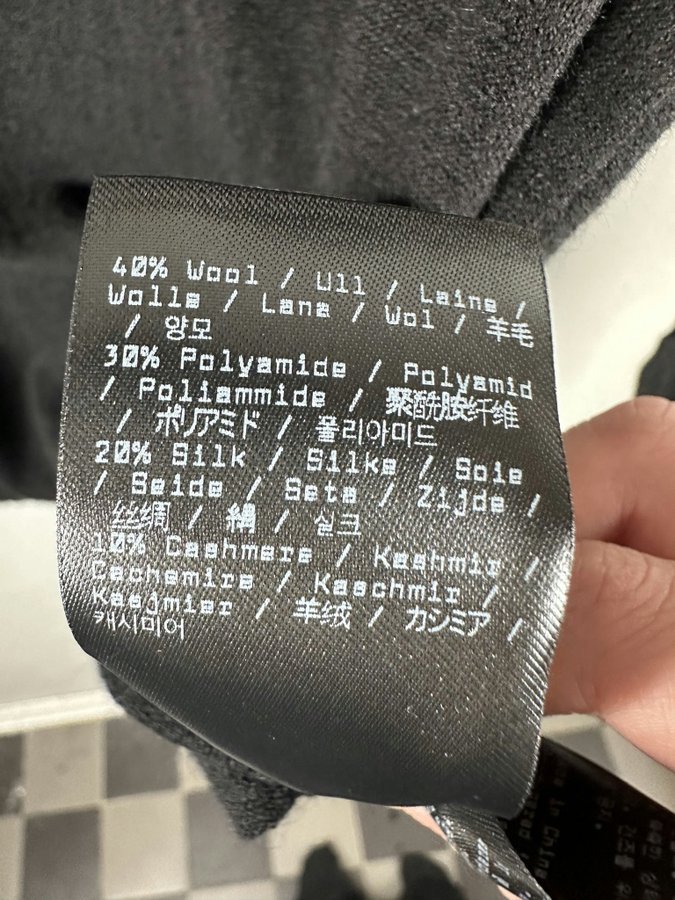 40% Wool / Ull / Laine /
Wolle / Lana / Wol / 羊毛
/ 양모
30% Polyamide / Polyamid
/ Poliammide / 聚酰胺纤维
/ ポリアミド / 폴리아미드
20% Silk / Silke / Soie
/ Seide / Seta / Zijde /
丝绸 / 絹 / 실크
10% Cashmere / Kashmir /
Cachemire / Kaschmir /
Kasjmier / 羊绒 / カシミア /
캐시미어
in China